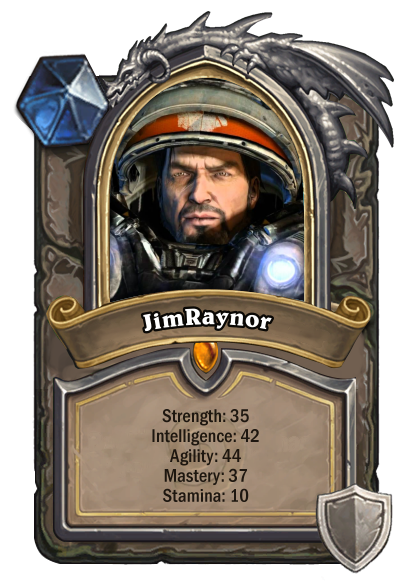 JimRaynor
Strength: 35
Intelligence: 42
Agility: 44
Mastery: 37
Stamina: 10